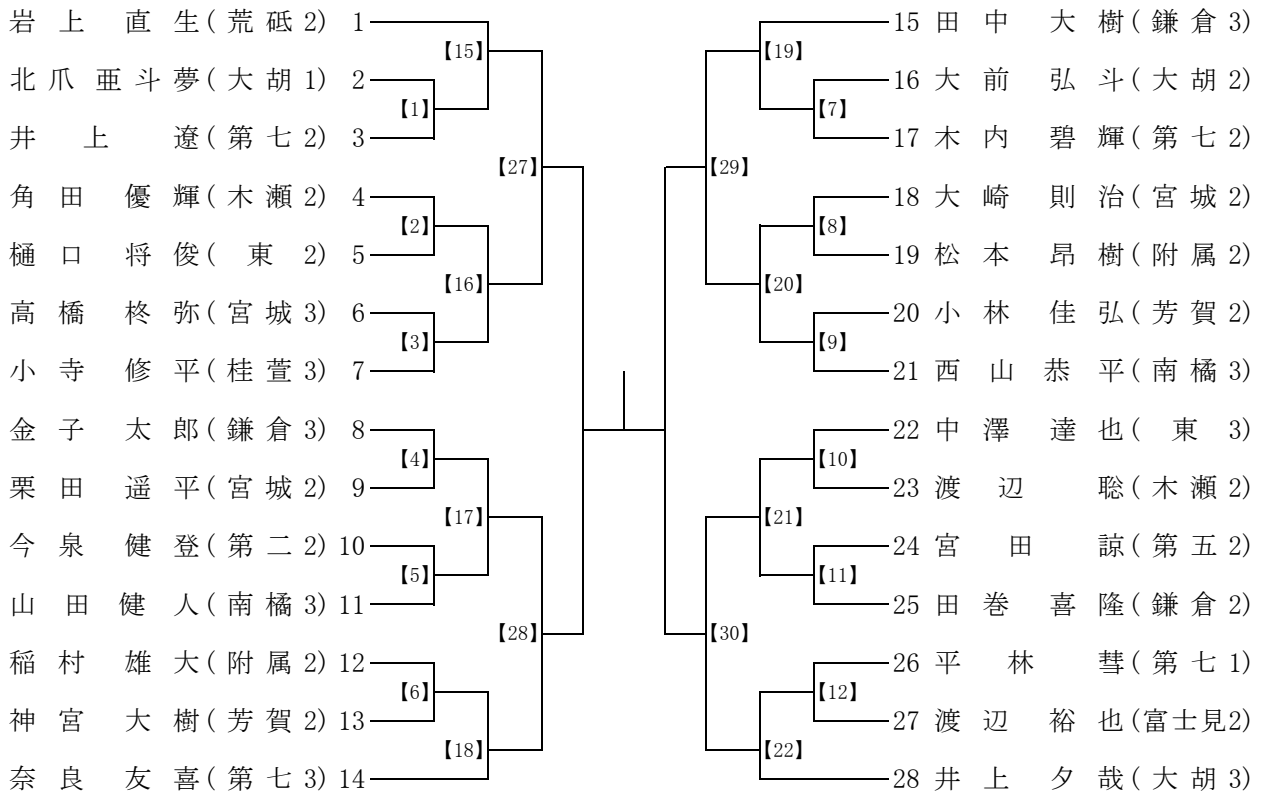 岩上 直生(荒砥2) 1
【15】
北爪亜斗夢(大胡1) 2
【1】
井上 遼(第七2) 3
【27】
角田 優輝(木瀬2) 4
【2】
樋口 将俊(東 2) 5
【16】
高橋 柊弥(宮城3) 6
【3】
小寺 修平(桂萱3) 7
金子 太郎(鎌倉3) 8
【4】
栗田 遥平(宮城2) 9
【17】
今泉 健登(第二2) 10
【5】
山田 健人(南橘3) 11
【28】
稲村 雄大(附属2) 12
【6】
神宮 大樹(芳賀2) 13
【18】
奈良 友喜(第七3) 14
15 田中 大樹(鎌倉3)
【19】
16 大前 弘斗(大胡2)
【7】
17 木内 碧輝(第七2)
【29】
18 大崎 則治(宮城2)
【8】
19 松本 昂樹(附属2)
【20】
20 小林 佳弘(芳賀2)
【9】
21 西山 恭平(南橘3)
22 中澤 達也(東 3)
【10】
23 渡辺 聡(木瀬2)
【21】
24 宮田 諒(第五2)
【11】
25 田巻 喜隆(鎌倉2)
【30】
26 平林 彗(第七1)
【12】
27 渡辺 裕也(富士見2)
【22】
28 井上 夕哉(大胡3)